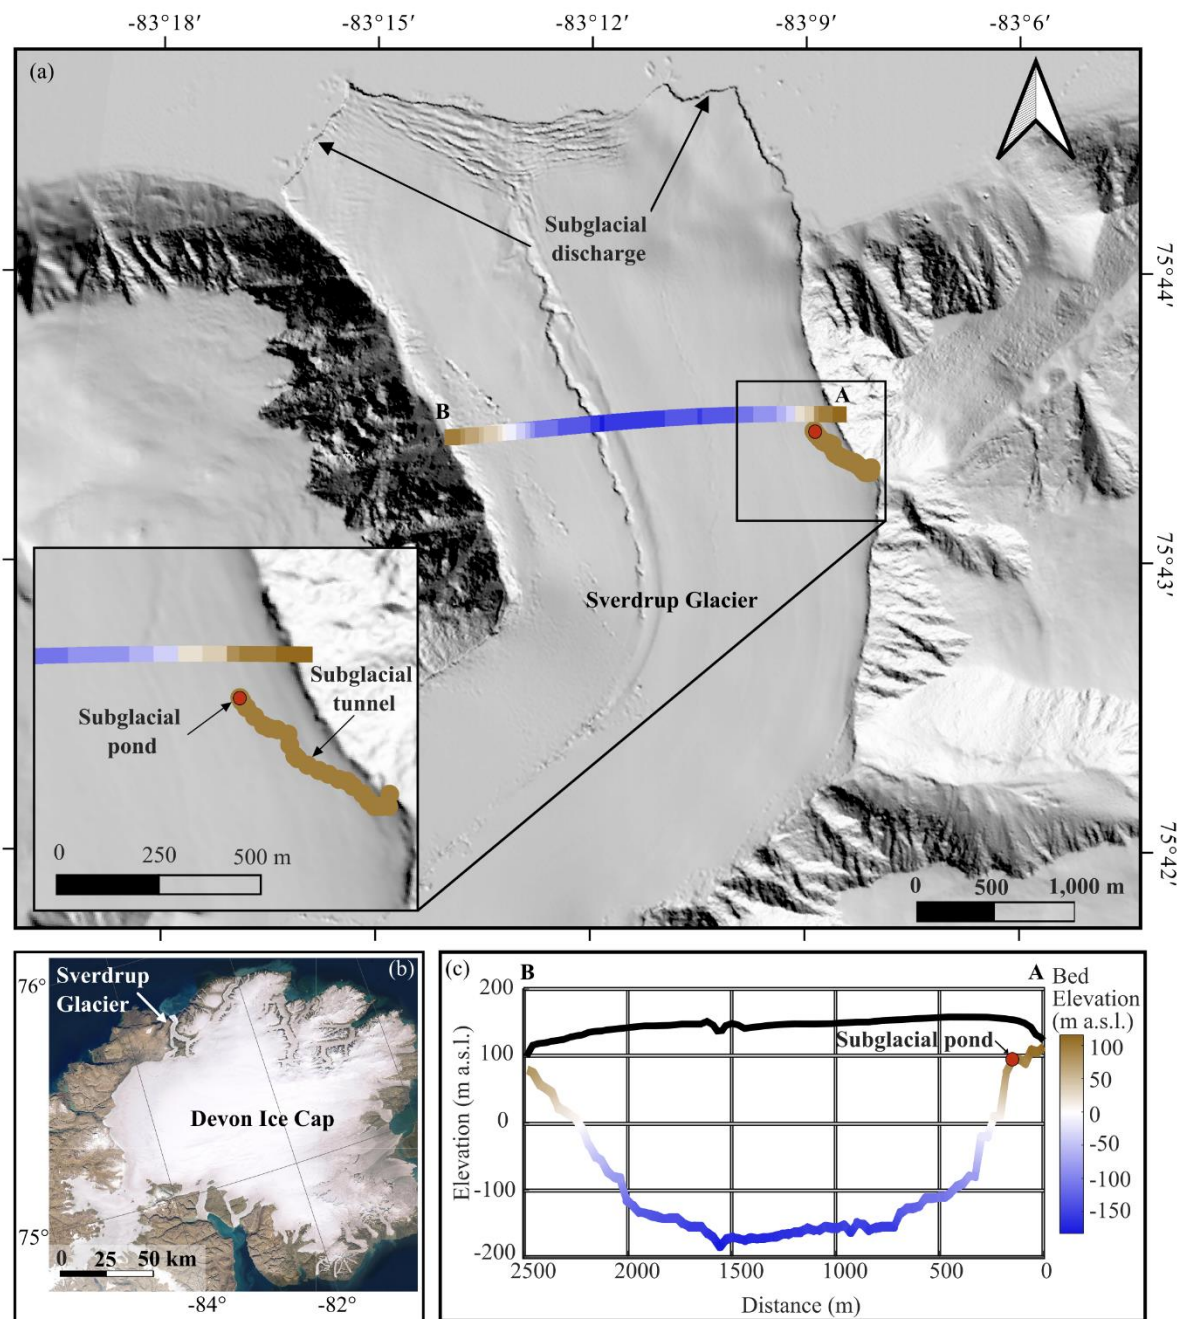 -83°18′ -83°15′ -83°12′ -83°9′ -83°6′
(a)
Subglacial
discharge
75°44′
B
A
75°43′
Sverdrup Glacier
Subglacial
tunnel
Subglacial
pond
0 250 500 m
75°42′
0 500 1,000 m
(b)
76°
Sverdrup
Glacier
Devon Ice Cap
75°
0 25 50 km
-84° -82°
(c)
B
A
Bed
Elevation
(m a.s.l.)
200
100
0
-100
-200
Elevation (m a.s.l.)
Subglacial pond
100
50
0
-50
-100
-150
2500 2000 1500 1000 500 0
Distance (m)